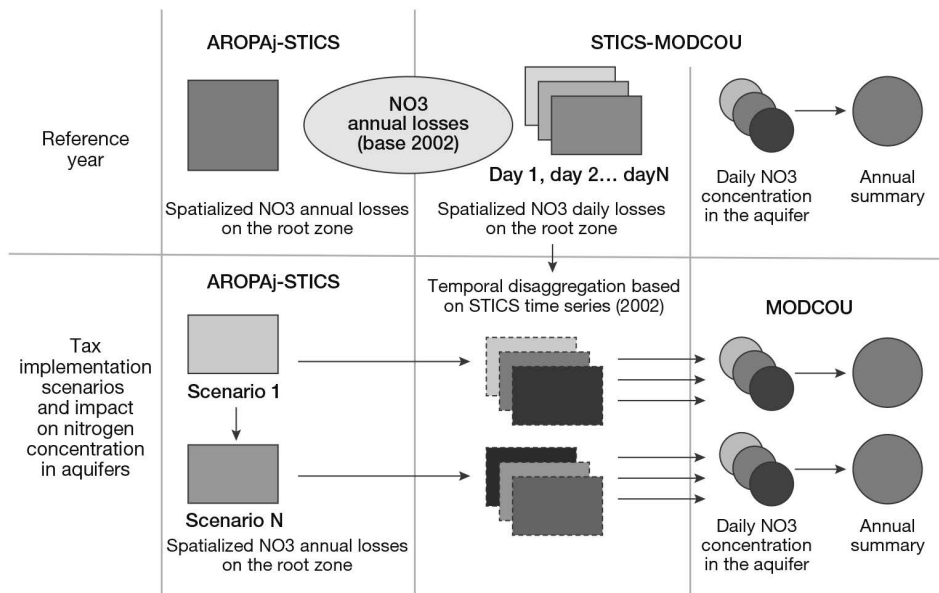 AROPAj-STICS
STICS-MODCOU
Reference
year
NO3
annual losses
(base 2002)
Day 1, day 2... dayN
Spatialized NO3 annual losses
on the root zone
Spatialized NO3 daily losses
on the root zone
Daily NO3
concentration
in the aquifer
Annual
summary
Tax
implementation
scenarios
and impact
on nitrogen
concentration
in aquifers
AROPAj-STICS
Scenario 1
Scenario N
Spatialized NO3 annual losses
on the root zone
Temporal disaggregation based
on STICS time series (2002)
MODCOU
Daily NO3
concentration
in the aquifer
Annual
summary